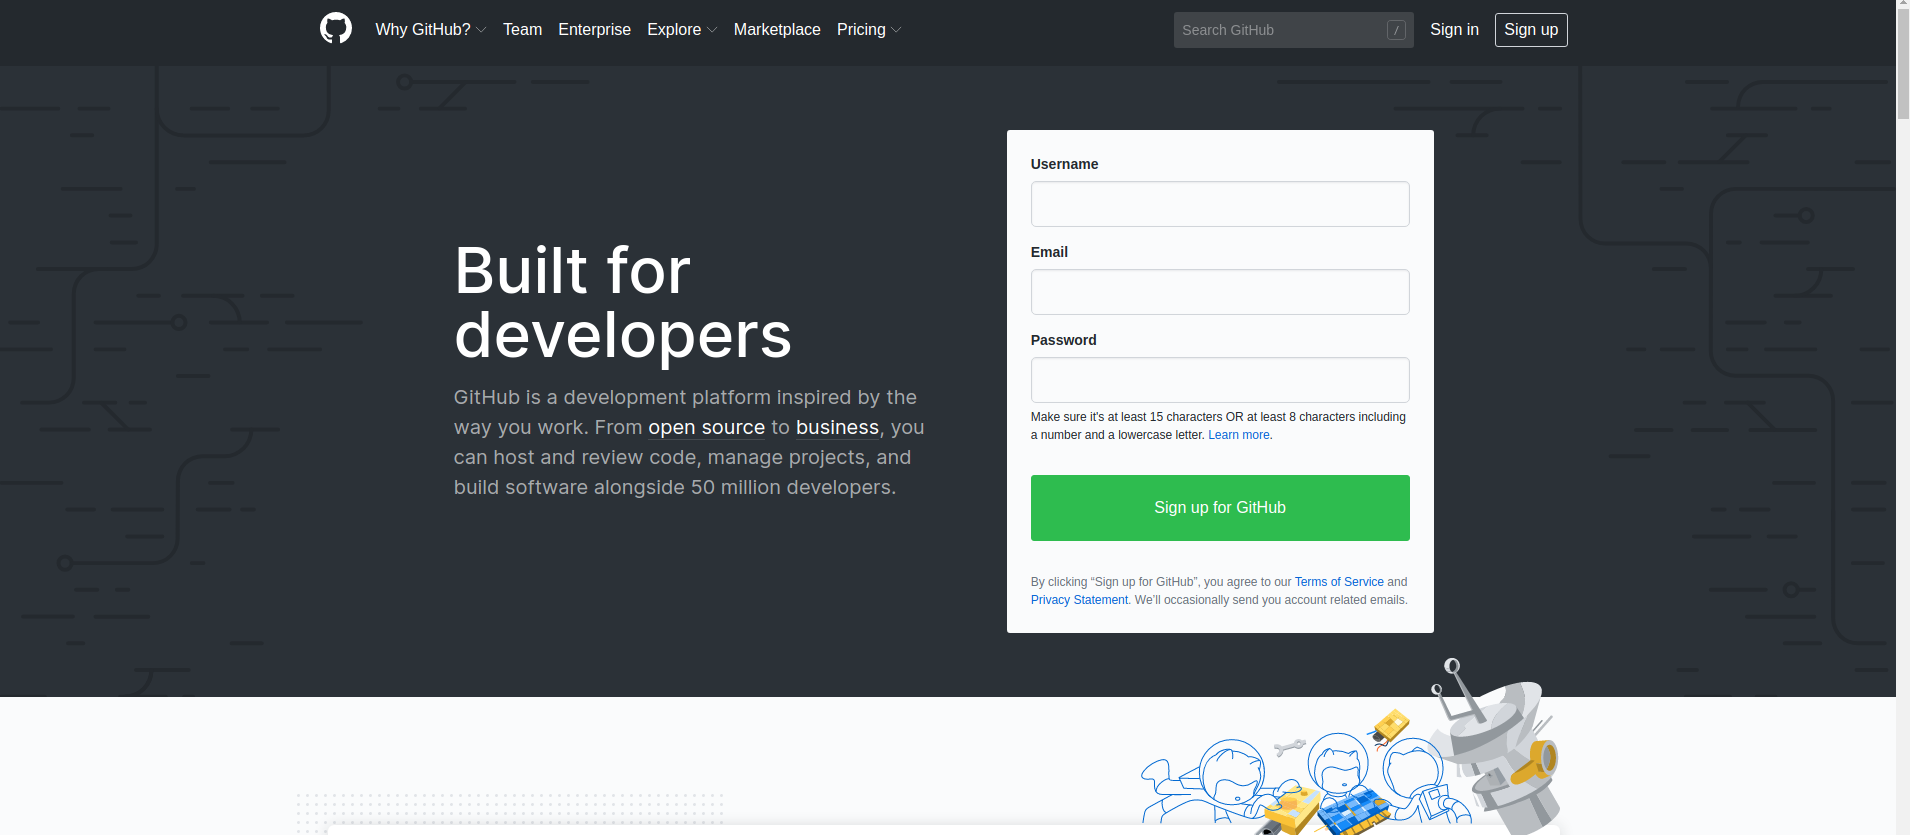 Why GitHub? Team Enterprise Explore Marketplace Pricing
Search GitHub /
Sign in
Sign up
Built for
developers
GitHub is a development platform inspired by the
way you work. From open source to business, you
can host and review code, manage projects, and
build software alongside 50 million developers.
Username
Email
Password
Make sure it's at least 15 characters OR at least 8 characters including
a number and a lowercase letter. Learn more.
Sign up for GitHub
By clicking “Sign up for GitHub”, you agree to our Terms of Service and
Privacy Statement. We’ll occasionally send you account related emails.